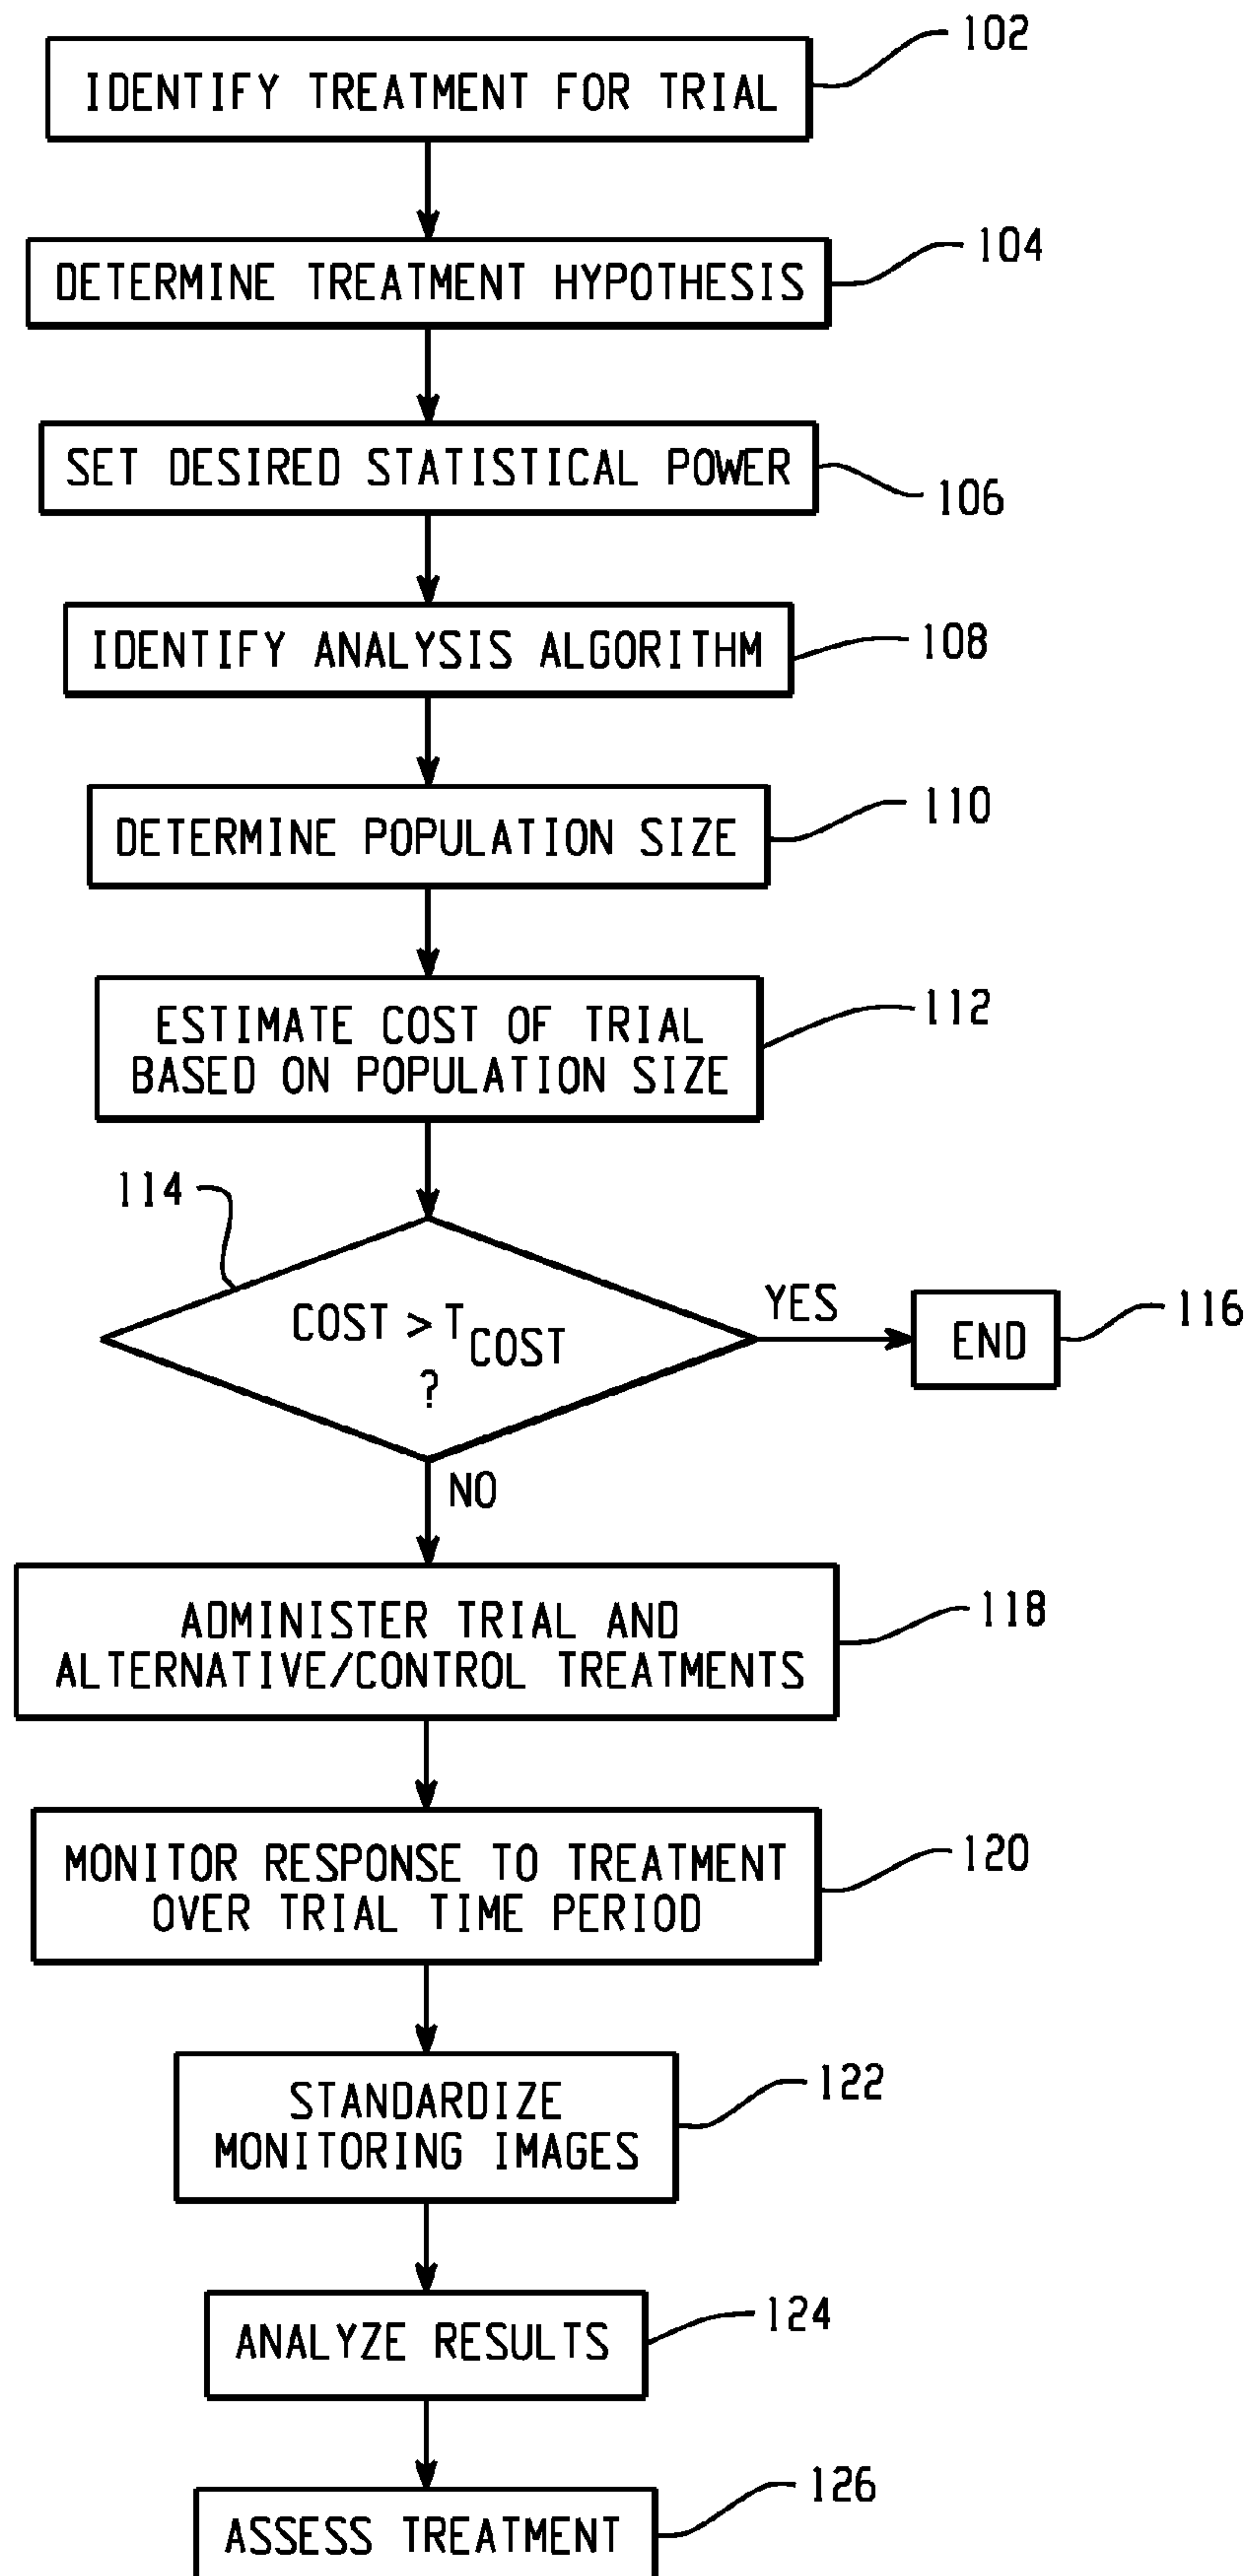 102
IDENTIFY TREATMENT FOR TRIAL
104
DETERMINE TREATMENT HYPOTHESIS
SET DESIRED STATISTICAL POWER
106
IDENTIFY ANALYSIS ALGORITHM
108
110
DETERMINE POPULATION SIZE
112
ESTIMATE COST OF TRIAL
BASED ON POPULATION SIZE
114
COST > T COST
?
YES
END
116
NO
118
ADMINISTER TRIAL AND
ALTERNATIVE/CONTROL TREATMENTS
120
MONITOR RESPONSE TO TREATMENT
OVER TRIAL TIME PERIOD
122
STANDARDIZE
MONITORING IMAGES
124
ANALYZE RESULTS
126
ASSESS TREATMENT